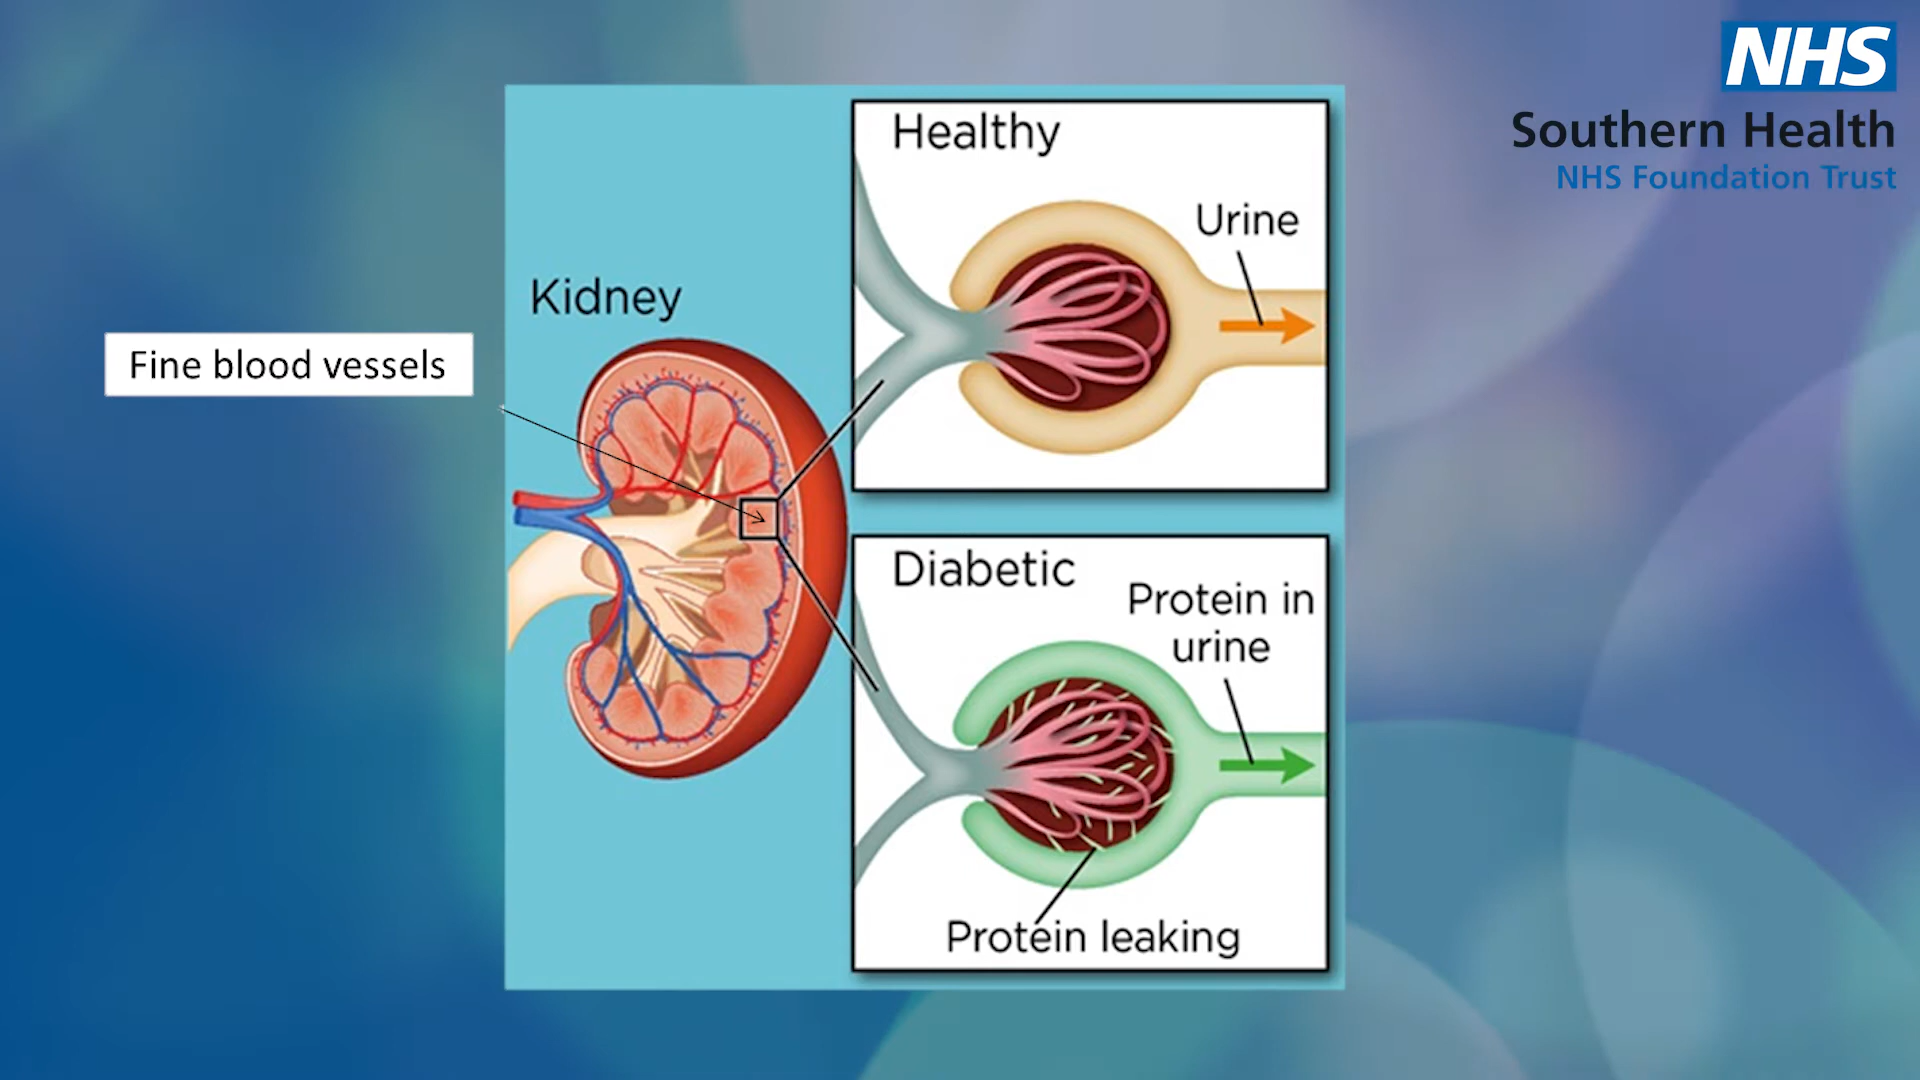 NHS
Southern Health
NHS Foundation Trust
Healthy
Urine
Kidney
Fine blood vessels
Diabetic
Protein in
urine
Protein leaking